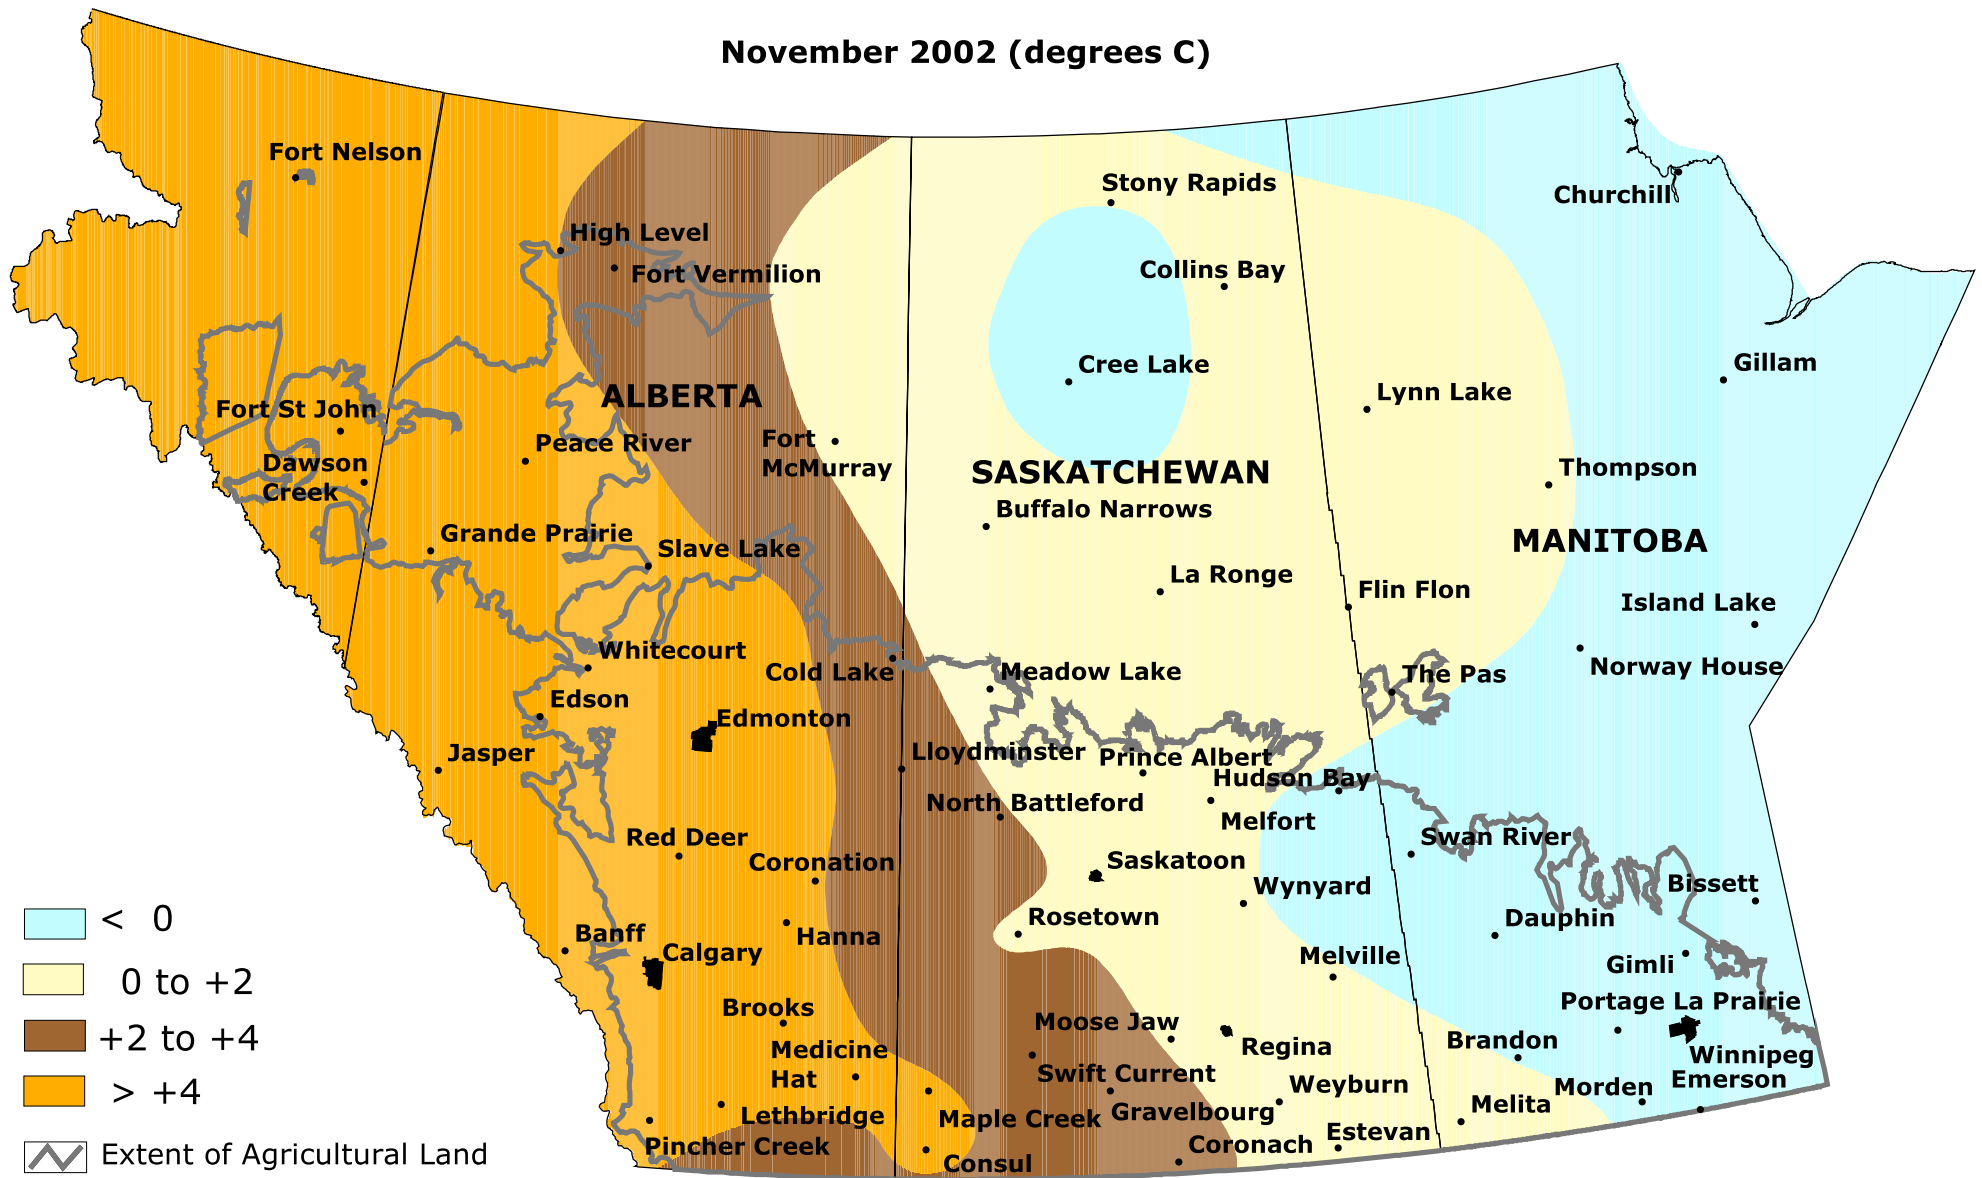 November 2002 (degrees C)
Fort Nelson
Stony Rapids
Churchill
High Level
Fort Vermilion
Collins Bay
Gillam
Cree Lake
Lynn Lake
ALBERTA
Fort St John
Peace River
Fort
McMurray
Dawson
Creek
SASKATCHEWAN
Thompson
Buffalo Narrows
Grande Prairie
Slave Lake
MANITOBA
La Ronge
Flin Flon
Island Lake
Whitecourt
Cold Lake
Meadow Lake
The Pas
Norway House
Edson
Edmonton
Jasper
Lloydminster
Prince Albert
Hudson Bay
North Battleford
Melfort
Red Deer
Swan River
Coronation
Saskatoon
Wynyard
Bissett
Rosetown
Dauphin
Banff
Hanna
Calgary
Melville
Gimli
Brooks
Portage La Prairie
Moose Jaw
Regina
Brandon
Medicine
Hat
Winnipeg
Swift Current
Weyburn
Morden
Emerson
Lethbridge
Maple Creek
Gravelbourg
Melita
Pincher Creek
Coronach
Estevan
Consul
< 0
0 to +2
+2 to +4
> +4
Extent of Agricultural Land